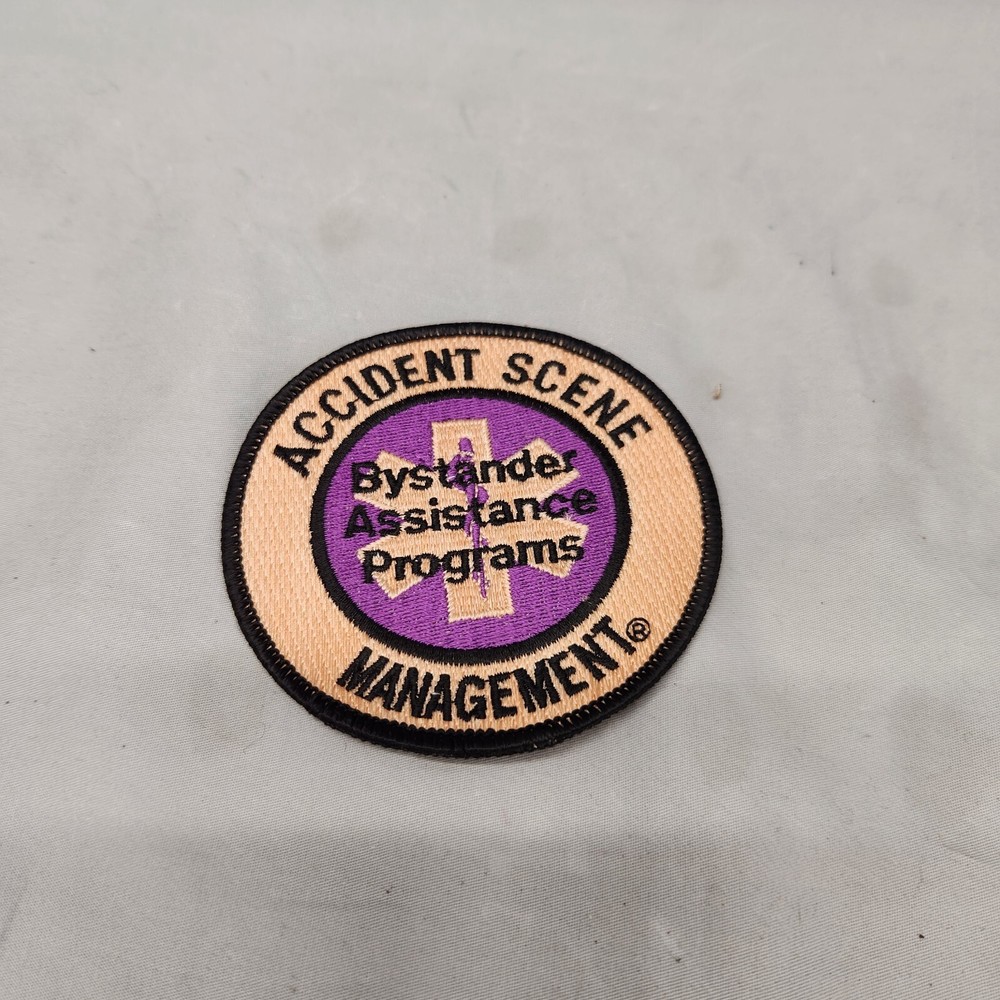 ACCIDENT SCENE
Bystander
Assistance
Programs
MANAGEMENT®